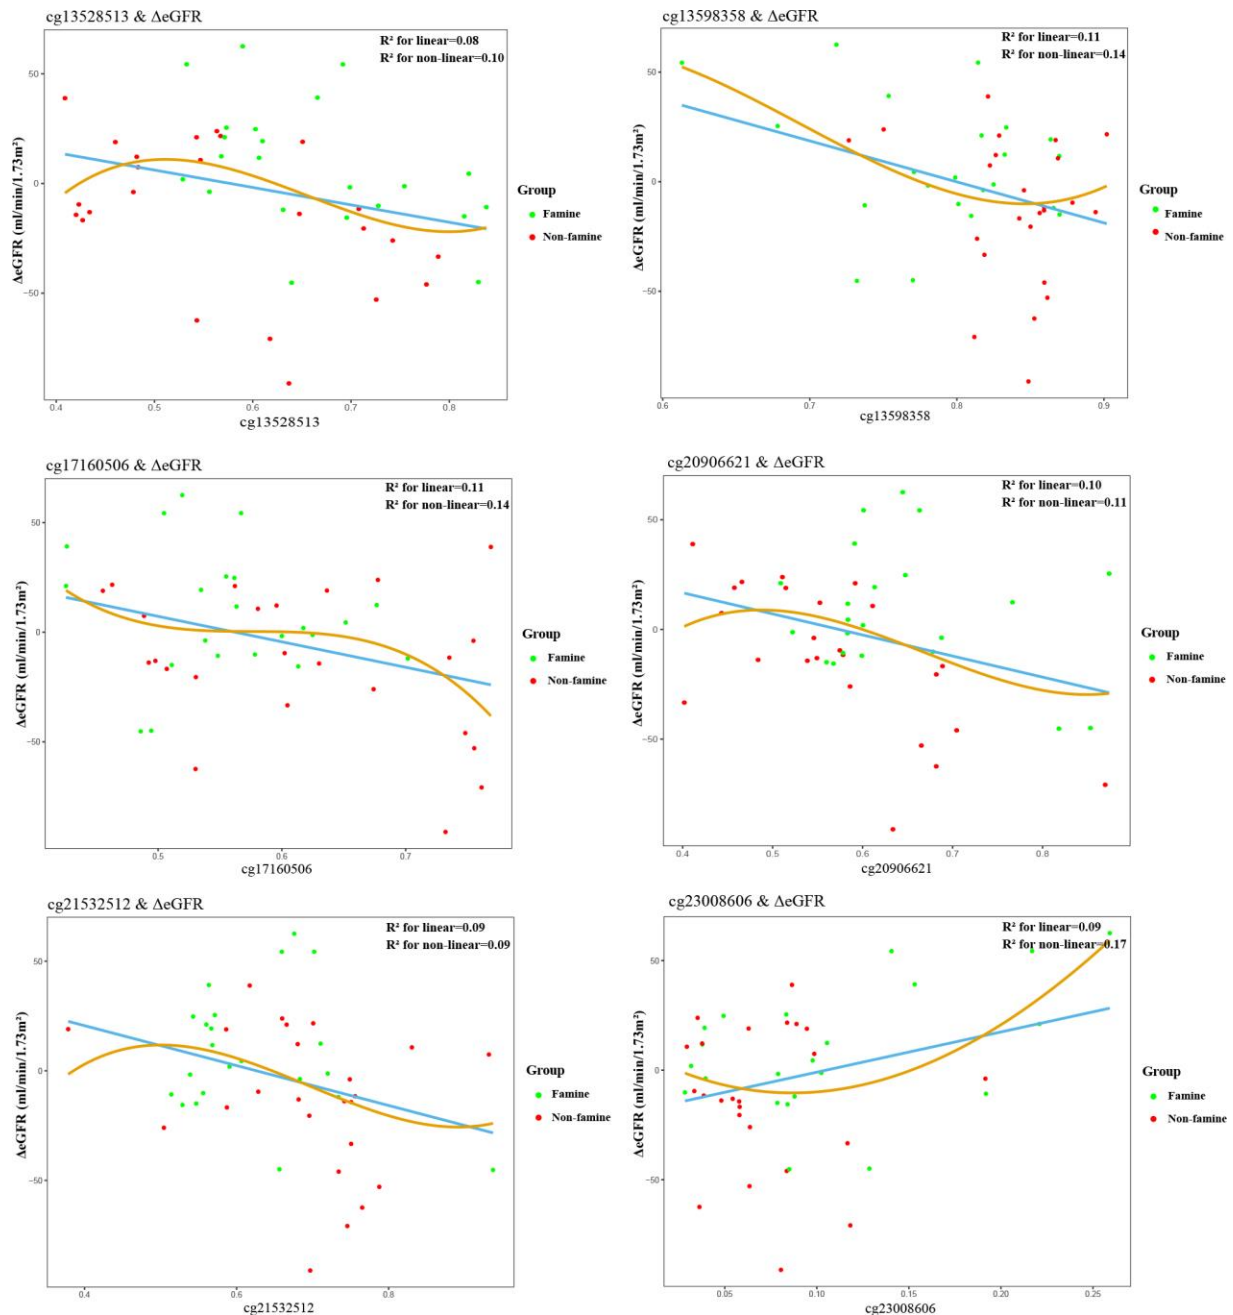 cg13528513 & ΔeGFR
R² for linear=0.08
R² for non-linear=0.10
50
0
−50
ΔeGFR (ml/min/1.73m²)
0.4 0.5 0.6 0.7 0.8
cg13528513
Group
Famine
Non-famine
cg13598358 & ΔeGFR
R² for linear=0.11
R² for non-linear=0.14
50
0
−50
ΔeGFR (ml/min/1.73m²)
0.6 0.7 0.8 0.9
cg13598358
Group
Famine
Non-famine
cg17160506 & ΔeGFR
R² for linear=0.11
R² for non-linear=0.14
50
0
−50
ΔeGFR (ml/min/1.73m²)
0.5 0.6 0.7
cg17160506
Group
Famine
Non-famine
cg20906621 & ΔeGFR
R² for linear=0.10
R² for non-linear=0.11
50
0
−50
ΔeGFR (ml/min/1.73m²)
0.4 0.5 0.6 0.7 0.8
cg20906621
Group
Famine
Non-famine
cg21532512 & ΔeGFR
R² for linear=0.09
R² for non-linear=0.09
50
0
−50
ΔeGFR (ml/min/1.73m²)
0.4 0.6 0.8
cg21532512
Group
Famine
Non-famine
cg23008606 & ΔeGFR
R² for linear=0.09
R² for non-linear=0.17
50
0
−50
ΔeGFR (ml/min/1.73m²)
0.05 0.10 0.15 0.20 0.25
cg23008606
Group
Famine
Non-famine